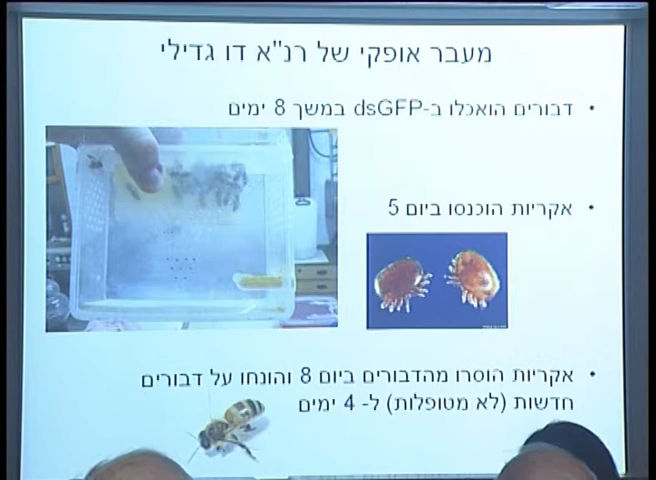 מעבר אופקי של רנ"א דו גדילי
• דבורים הואכלו ב-dsGFP במשך 8 ימים
• אקריות הוכנסו ביום 5
• אקריות הוסרו מהדבורים ביום 8 והונחו על דבורים
חדשות (לא מטופלות) ל- 4 ימים